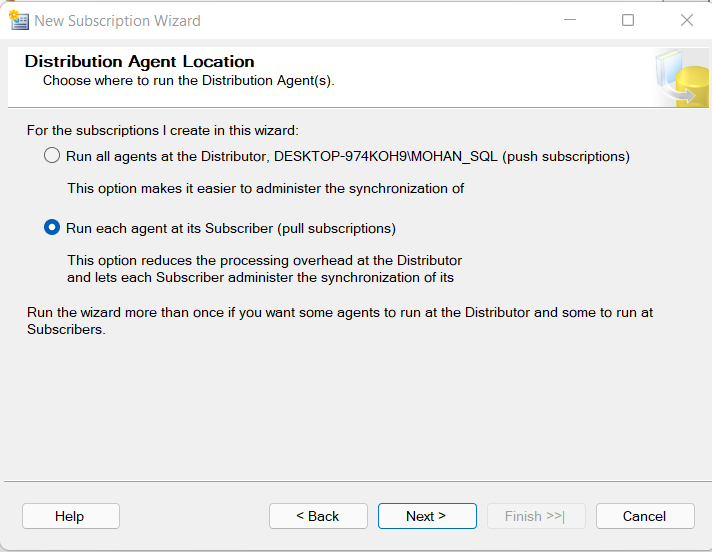 New Subscription Wizard
Distribution Agent Location
Choose where to run the Distribution Agent(s).
For the subscriptions I create in this wizard:
Run all agents at the Distributor, DESKTOP-974KOH9\MOHAN_SQL (push subscriptions)
This option makes it easier to administer the synchronization of
Run each agent at its Subscriber (pull subscriptions)
This option reduces the processing overhead at the Distributor
and lets each Subscriber administer the synchronization of its
Run the wizard more than once if you want some agents to run at the Distributor and some to run at
Subscribers.
Help
< Back
Next >
Finish >>|
Cancel